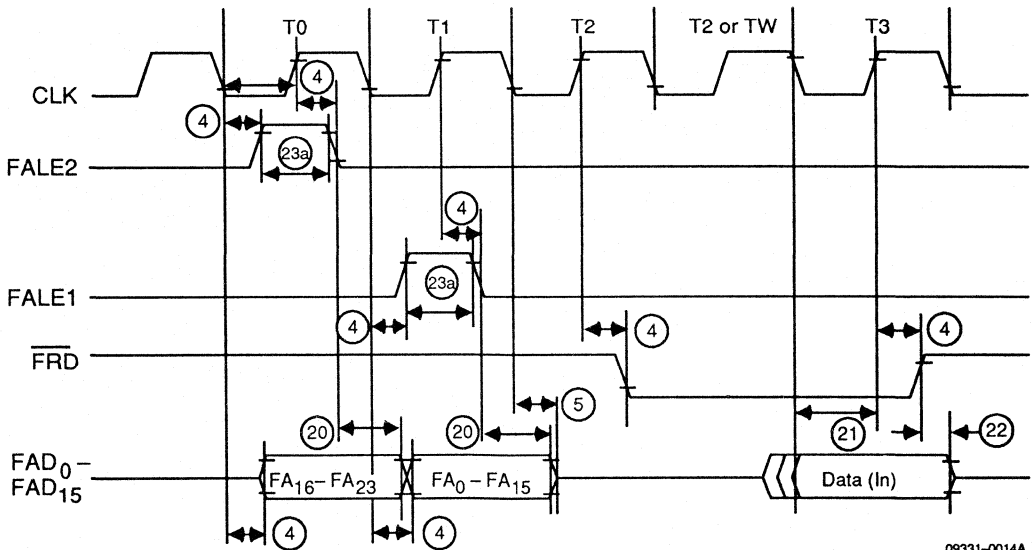 T0 T1 T2 T2 or TW T3
CLK
4
4
FALE2
23a
4
FALE1
23a
4
4
4
FRD
5
20
20
21
22
FAD0 –
FAD15
FA16 – FA23
FA0 – FA15
Data (In)
4
4
09331-0014A